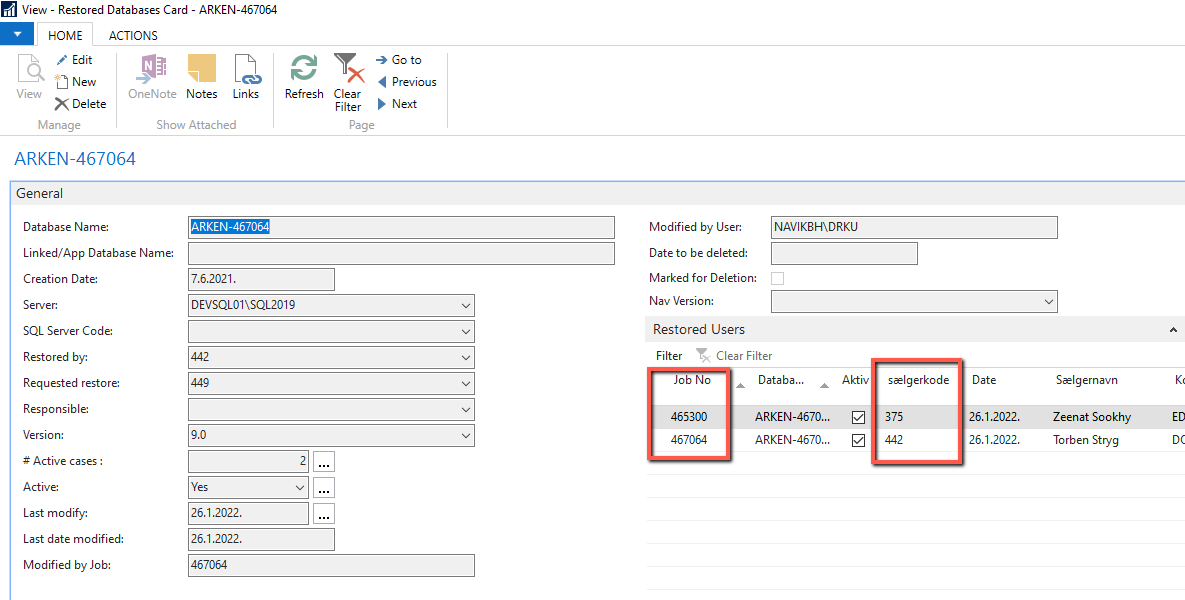 View - Restored Databases Card - ARKEN-467064
HOME ACTIONS
View
Edit
New
Delete
Manage
OneNote
Notes
Links
Show Attached
Refresh
Clear Filter
Go to
Previous
Next
Page
ARKEN-467064
General
Database Name: ARKEN-467064
Linked/App Database Name:
Creation Date: 7.6.2021.
Server: DEVSQL01\SQL2019
SQL Server Code:
Restored by: 442
Requested restore: 449
Responsible:
Version: 9.0
# Active cases : 2 ...
Active: Yes ...
Last modify: 26.1.2022. ...
Last date modified: 26.1.2022.
Modified by Job: 467064
Modified by User: NAVIKBH\DRKU
Date to be deleted:
Marked for Deletion:
Nav Version:
Restored Users
Filter Clear Filter
Job No Databa... Aktiv sælgerkode Date Sælgernavn
465300 ARKEN-4670... 375 26.1.2022. Zeenat Sookhy
467064 ARKEN-4670... 442 26.1.2022. Torben Stryg